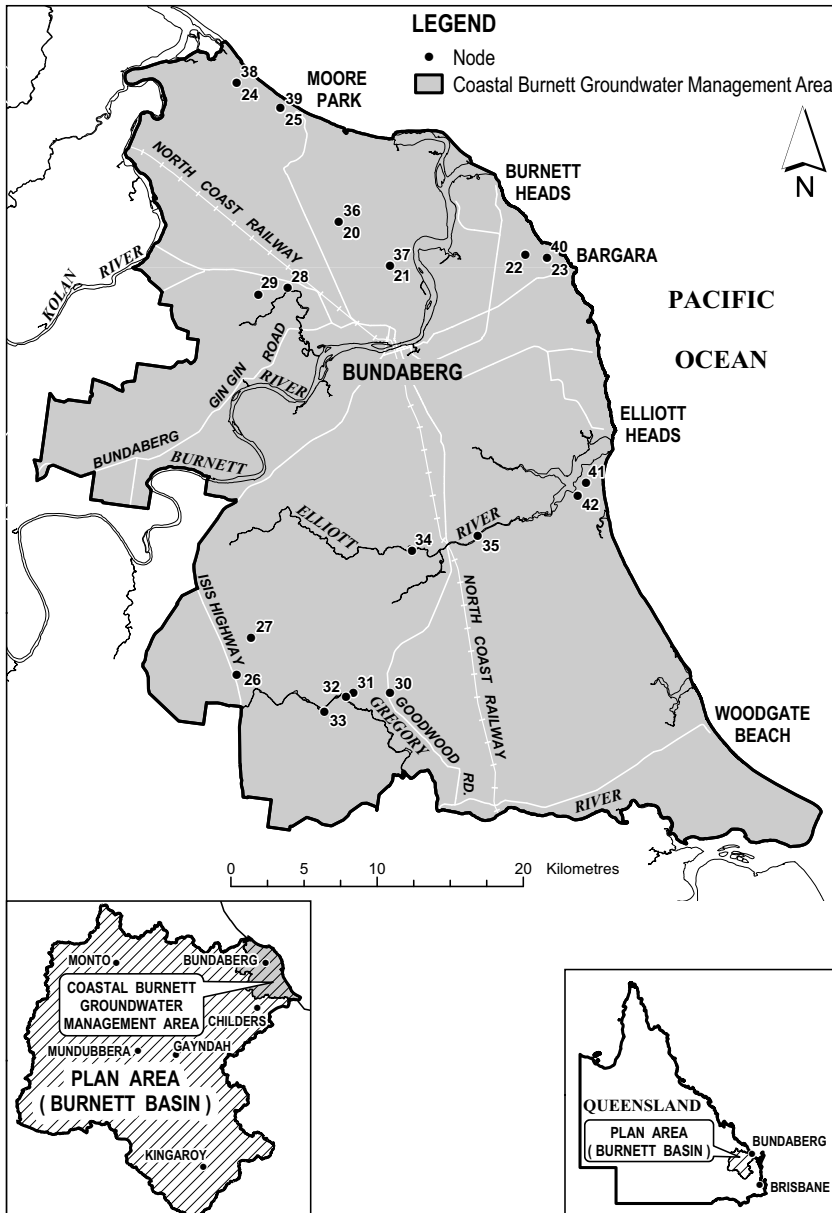 LEGEND
Node
Coastal Burnett Groundwater Management Area
N
38
24
MOORE
PARK
39
25
NORTH COAST RAILWAY
BURNETT
HEADS
36
20
37
21
40
22
23
BARGARA
KOLAN RIVER
29
28
PACIFIC
OCEAN
GIN GIN ROAD
RIVER
BUNDABERG
ELLIOTT
HEADS
BUNDABERG
BURNETT
41
42
ELLIOTT RIVER
34
35
ISIS HIGHWAY
27
26
NORTH COAST RAILWAY
32
31
30
33
GREGORY
GOODWOOD
RD.
RIVER
WOODGATE
BEACH
0
10
20
Kilometres
MONTO
BUNDABERG
COASTAL BURNETT
GROUNDWATER
MANAGEMENT AREA
CHILDERS
MUNDUBBERA
GAYNDAH
PLAN AREA
( BURNETT BASIN )
KINGAROY
QUEENSLAND
PLAN AREA
( BURNETT BASIN )
BUNDABERG
BRISBANE